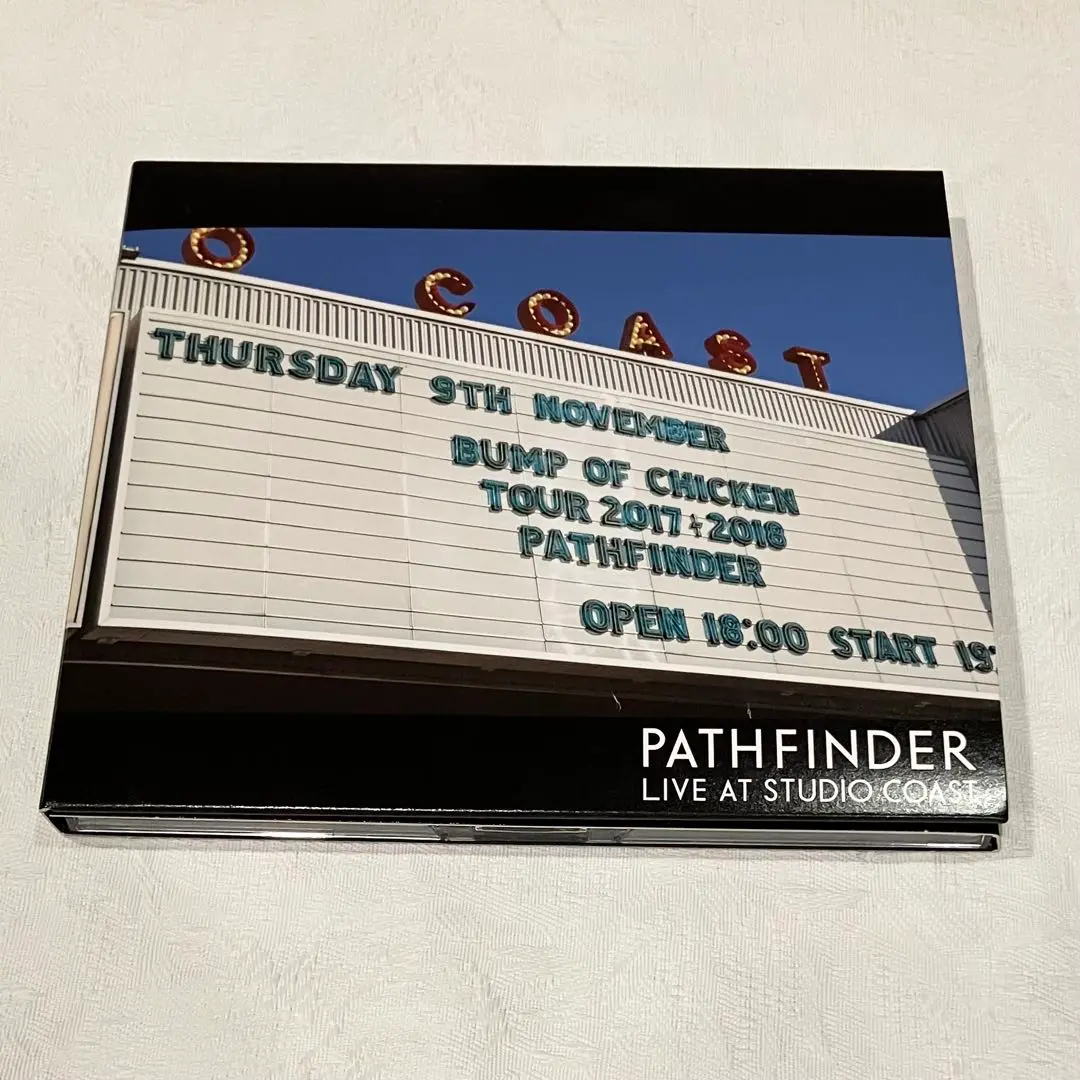 O COAST
THURSDAY 9TH NOVEMBER
BUMP OF CHICKEN
TOUR 2017-2018
PATHFINDER
OPEN 18:00 START 19:
PATHFINDER
LIVE AT STUDIO COAST